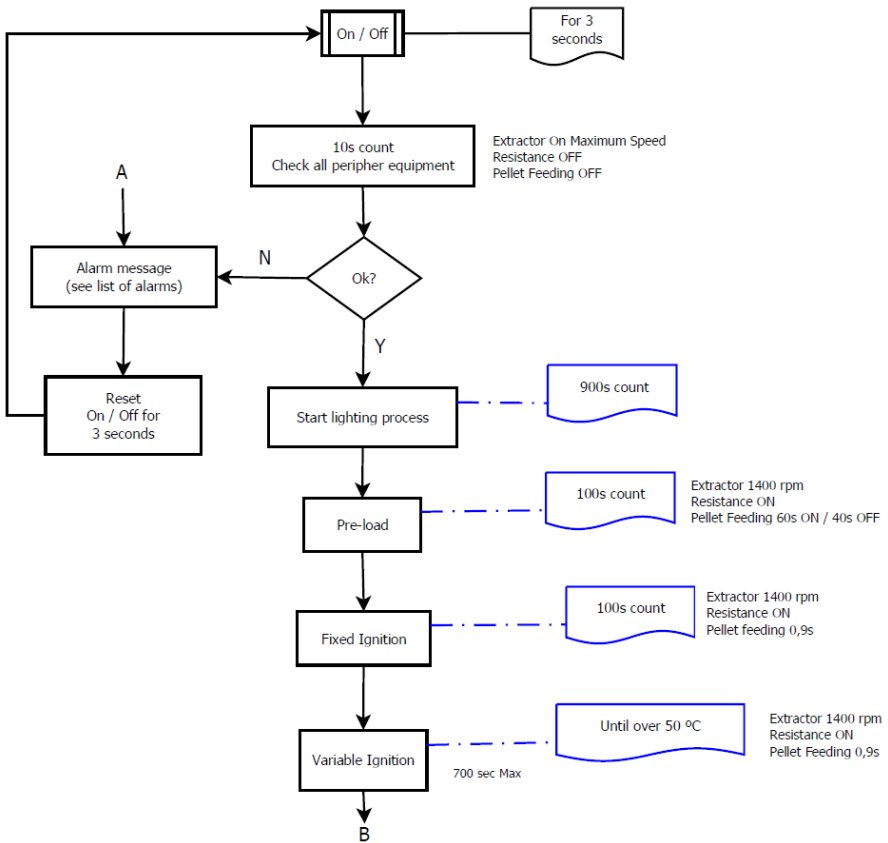 On / Off
For 3
seconds
10s count
Check all peripher equipment
Extractor On Maximum Speed
Resistance OFF
Pellet Feeding OFF
A
Alarm message
(see list of alarms)
N
Ok?
Y
Reset
On / Off for
3 seconds
Start lighting process
900s count
Pre-load
100s count
Extractor 1400 rpm
Resistance ON
Pellet Feeding 60s ON / 40s OFF
Fixed Ignition
100s count
Extractor 1400 rpm
Resistance ON
Pellet feeding 0,9s
Variable Ignition
700 sec Max
Until over 50 ºC
Extractor 1400 rpm
Resistance ON
Pellet Feeding 0,9s
B